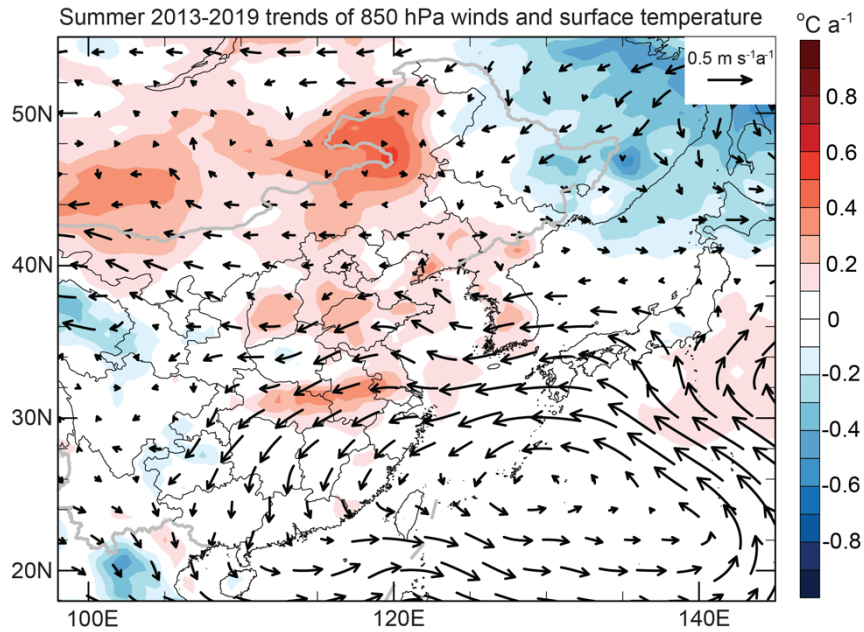 Summer 2013-2019 trends of 850 hPa winds and surface temperature
°C a⁻¹
0.5 m s⁻¹a⁻¹
50N
40N
30N
20N
100E
120E
140E
0.8
0.6
0.4
0.2
0
-0.2
-0.4
-0.6
-0.8